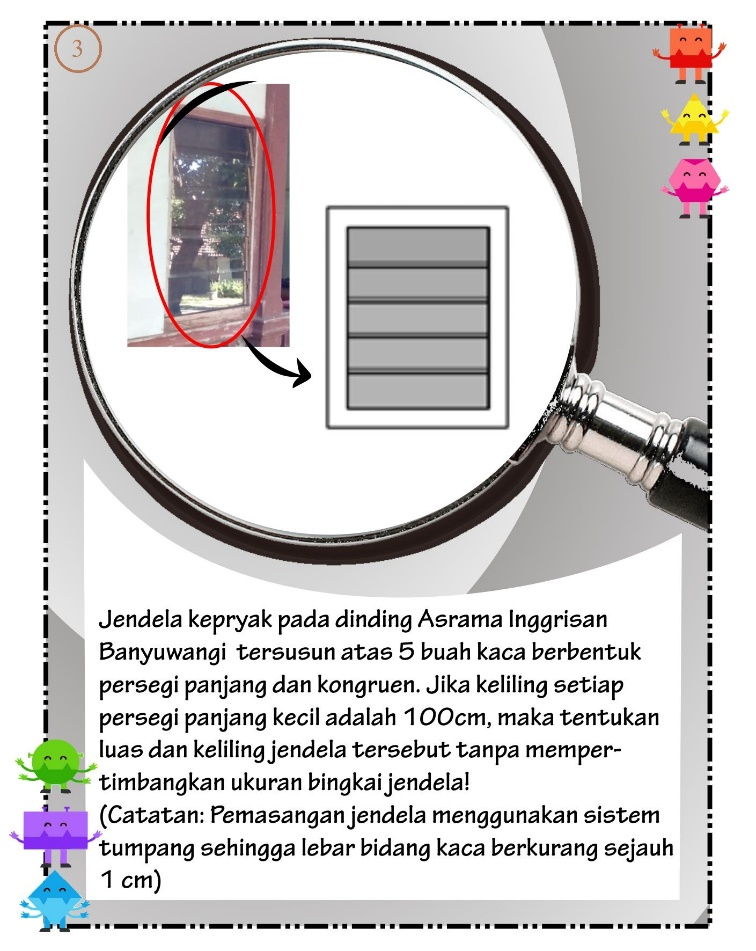 3
Jendela kepryak pada dinding Asrama Inggrisan
Banyuwangi tersusun atas 5 buah kaca berbentuk
persegi panjang dan kongruen. Jika keliling setiap
persegi panjang kecil adalah 100cm, maka tentukan
luas dan keliling jendela tersebut tanpa memper-
timbangkan ukuran bingkai jendela!
(Catatan: Pemasangan jendela menggunakan sistem
tumpang sehingga lebar bidang kaca berkurang sejauh
1 cm)